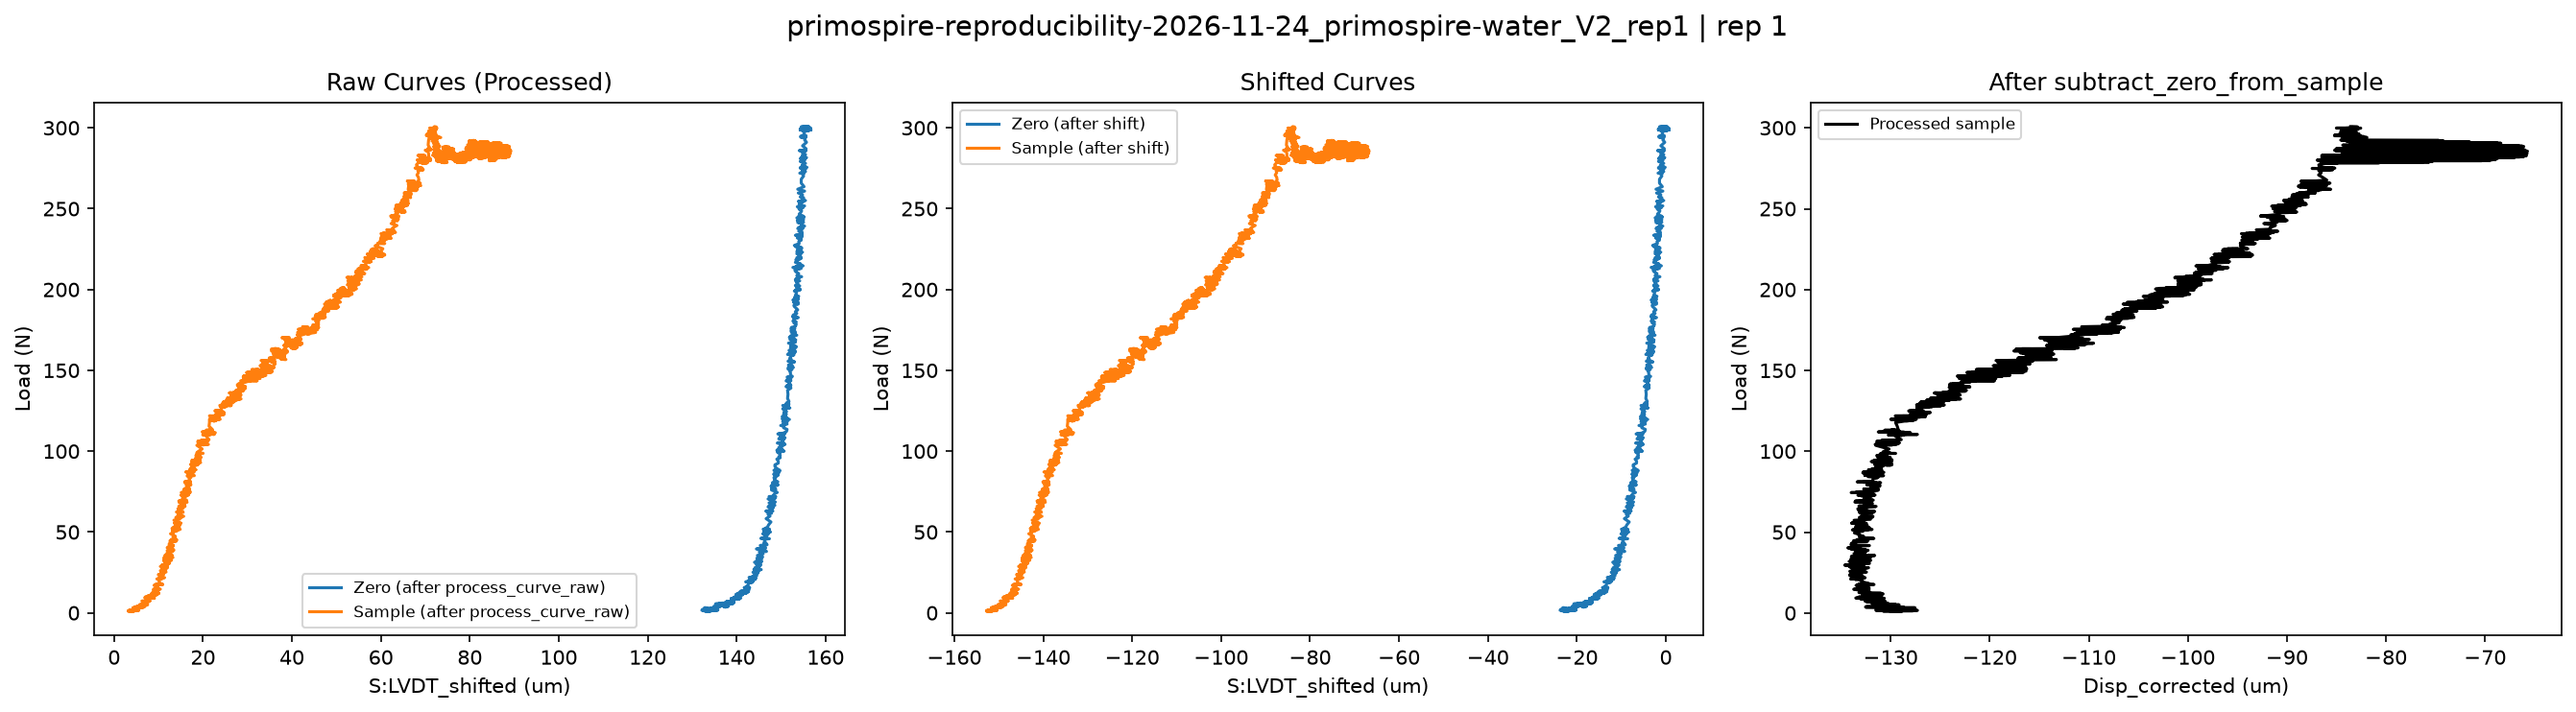 primospire-reproducibility-2026-11-24_primospire-water_V2_rep1 | rep 1
Raw Curves (Processed)
300
250
200
150
100
50
0
Load (N)
Zero (after process_curve_raw)
Sample (after process_curve_raw)
0 20 40 60 80 100 120 140 160
S:LVDT_shifted (um)
Shifted Curves
Zero (after shift)
Sample (after shift)
300
250
200
150
100
50
0
Load (N)
−160 −140 −120 −100 −80 −60 −40 −20 0
S:LVDT_shifted (um)
After subtract_zero_from_sample
Processed sample
300
250
200
150
100
50
0
Load (N)
−130 −120 −110 −100 −90 −80 −70
Disp_corrected (um)